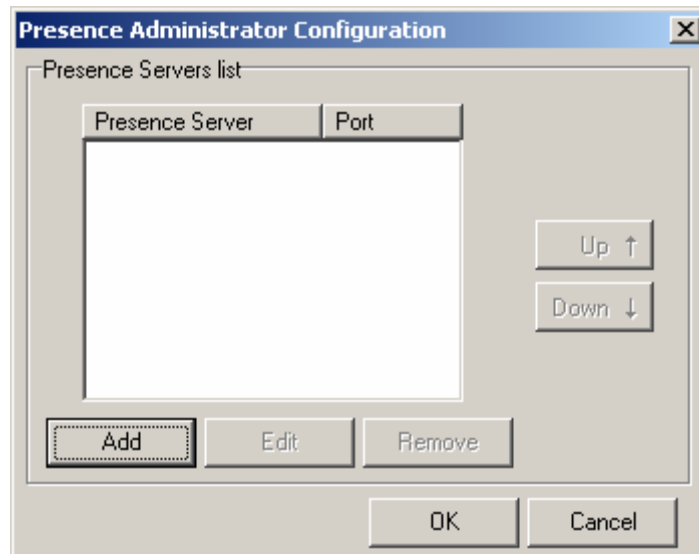 Presence Administrator Configuration
Presence Servers list
Presence Server Port
Up ↑
Down ↓
Add Edit Remove
OK Cancel